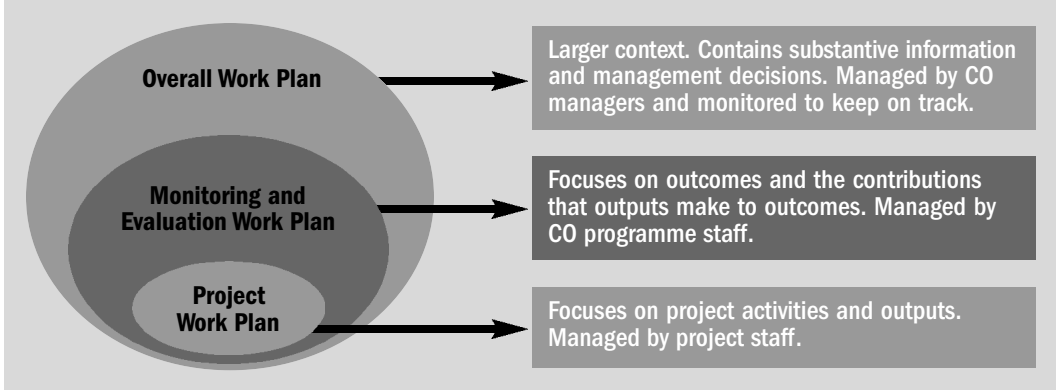 Overall Work Plan
Larger context. Contains substantive information
and management decisions. Managed by CO
managers and monitored to keep on track.
Monitoring and
Evaluation Work Plan
Focuses on outcomes and the contributions
that outputs make to outcomes. Managed by
CO programme staff.
Project
Work Plan
Focuses on project activities and outputs.
Managed by project staff.